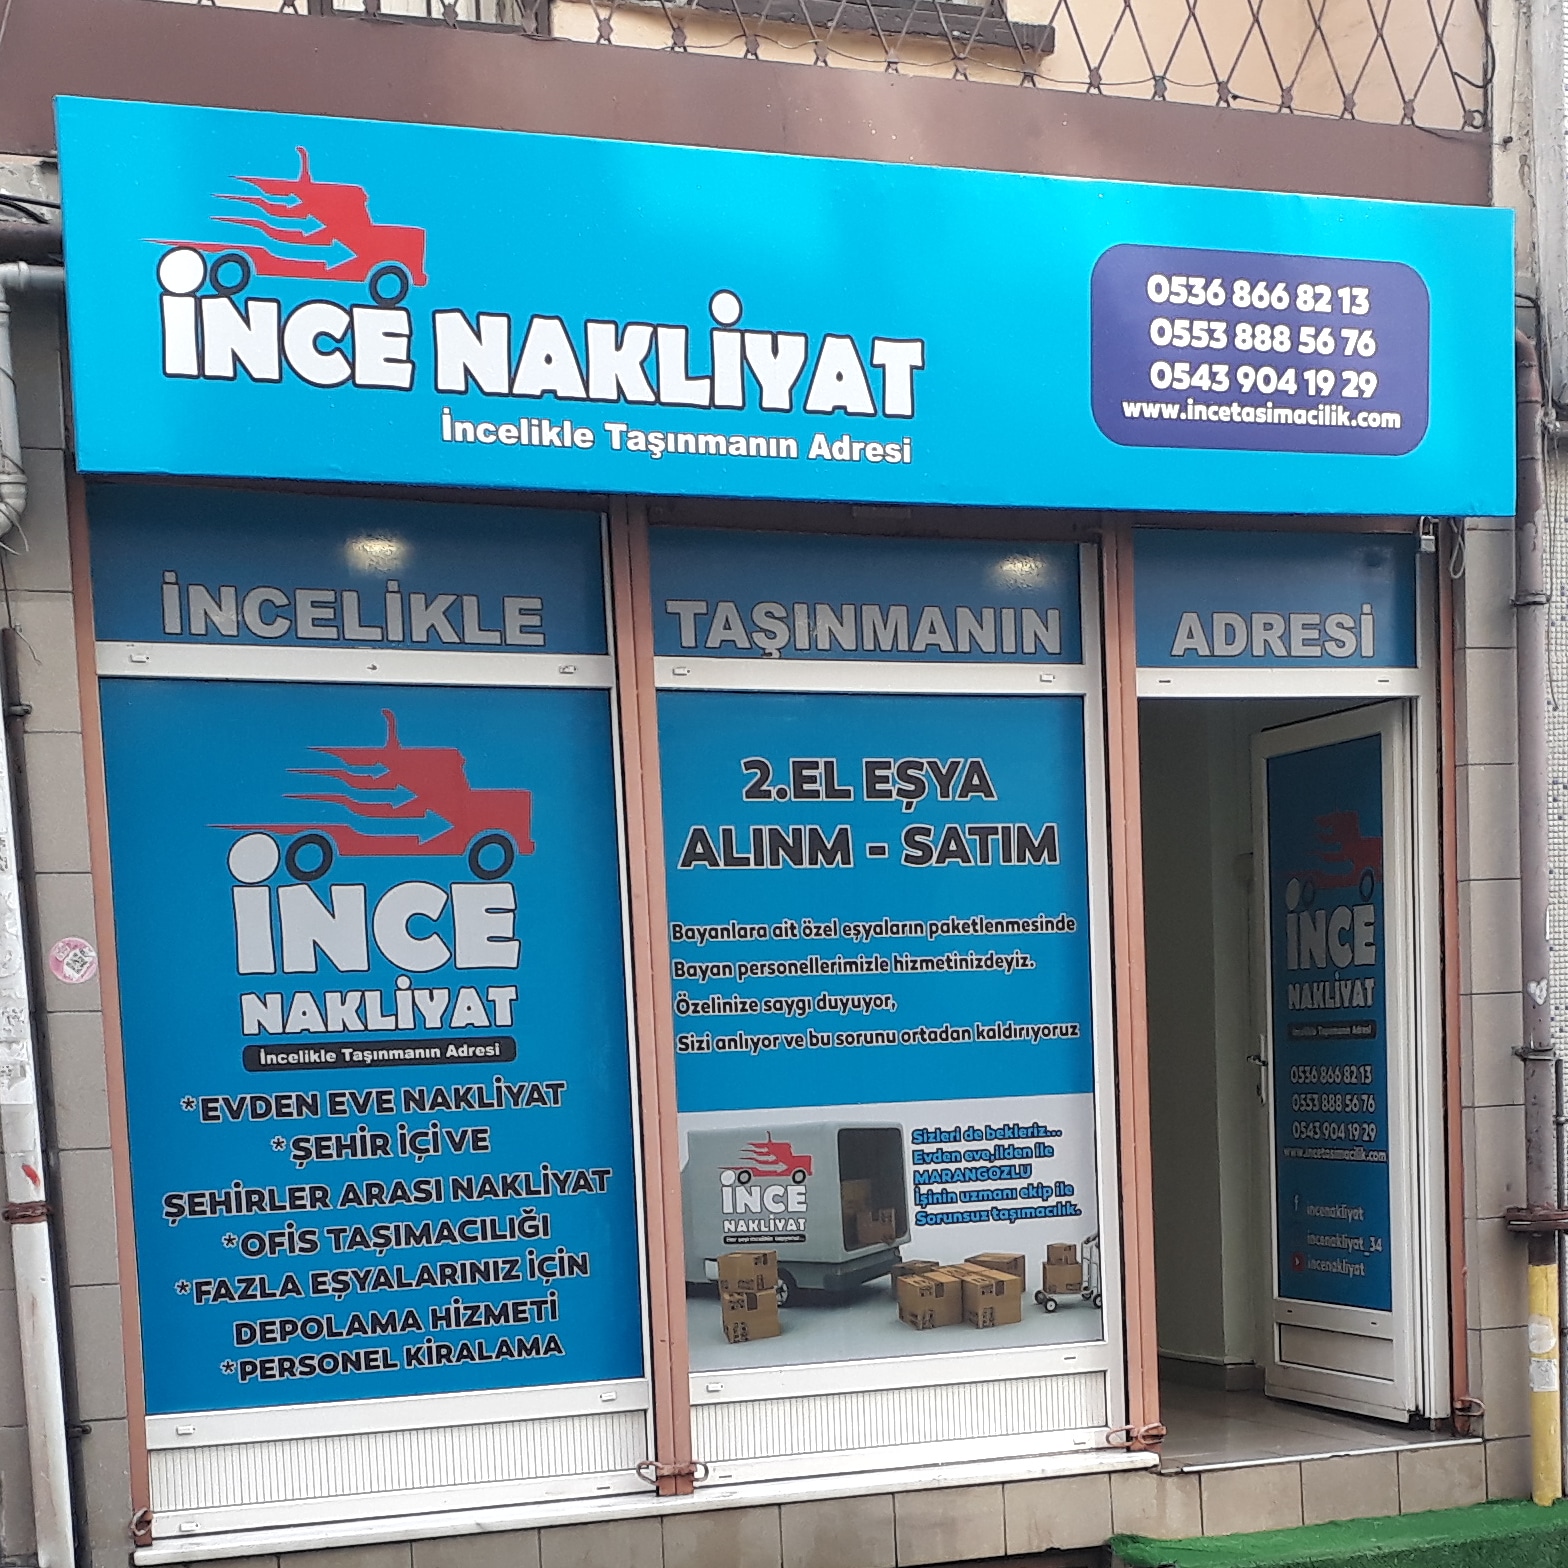 İNCE NAKLİYAT
İncelikle Taşınmanın Adresi
0536 866 82 13
0553 888 56 76
0543 904 19 29
www.incetasimacilik.com
İNCELİKLE TAŞINMANIN ADRESİ
İNCE
NAKLİYAT
İncelikle Taşınmanın Adresi
*EVDEN EVE NAKLİYAT
*ŞEHİR İÇİ VE
ŞEHİRLER ARASI NAKLİYAT
*OFİS TAŞIMACILIĞI
*FAZLA EŞYALARINIZ İÇİN
DEPOLAMA HİZMETİ
*PERSONEL KİRALAMA
2.EL EŞYA
ALINM - SATIM
Bayanlara ait özel eşyaların paketlenmesinde
Bayan personellerimizle hizmetinizdeyiz.
Özelinize saygı duyuyor,
Sizi anlıyor ve bu sorunu ortadan kaldırıyoruz
İNCE
NAKLİYAT
Sizleri de bekleriz...
Evden eve,ilden ile
MARANGOZLU
İşinin uzmanı ekip ile
Sorunsuz taşımacılık.
İNCE
NAKLİYAT
İncelikle Taşınmanın Adresi
0536 866 82 13
0553 888 56 76
0543 904 19 29
www.incetasimacilik.com
incenakliyat
incenakliyat_34
incenakliyat